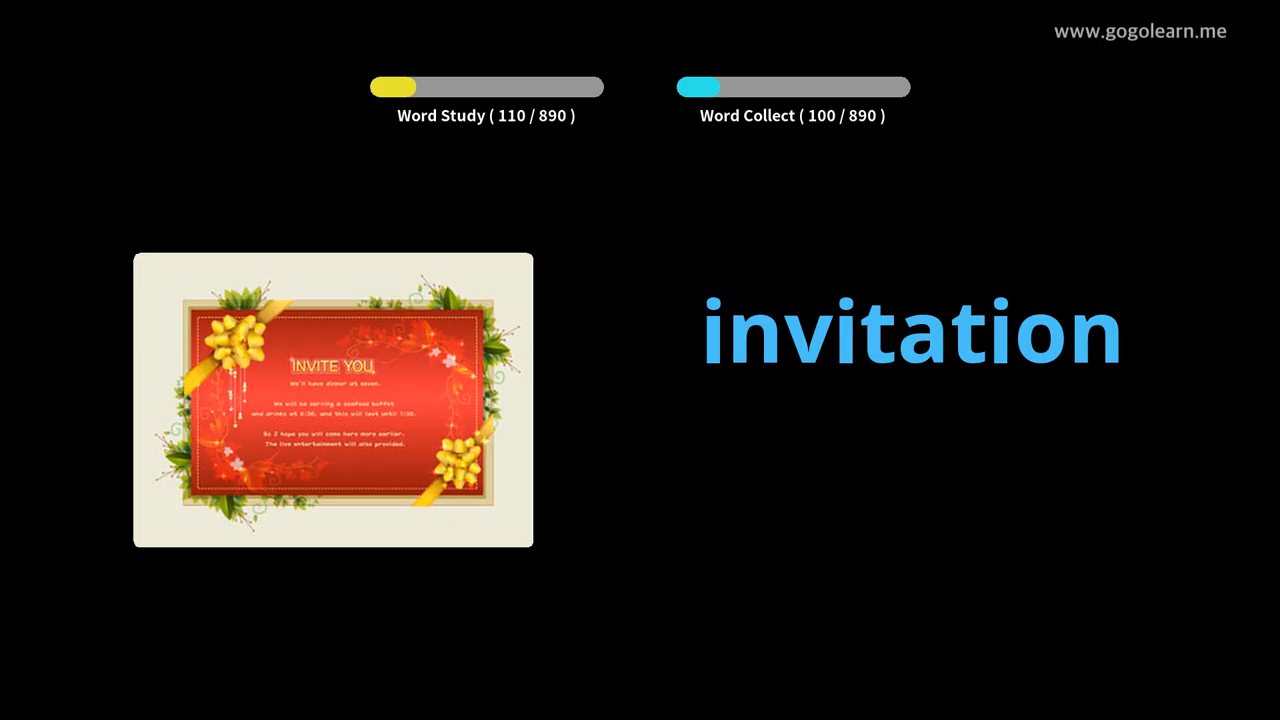 www.gogolearn.me
Word Study ( 110 / 890 )
Word Collect ( 100 / 890 )
invitation
INVITE YOU
We'll have dinner at seven.
We will be serving a seafood buffet
and drinks at 6:30, and this will last until 7:30.
So I hope you will come here more earlier.
The live entertainment will also provided.